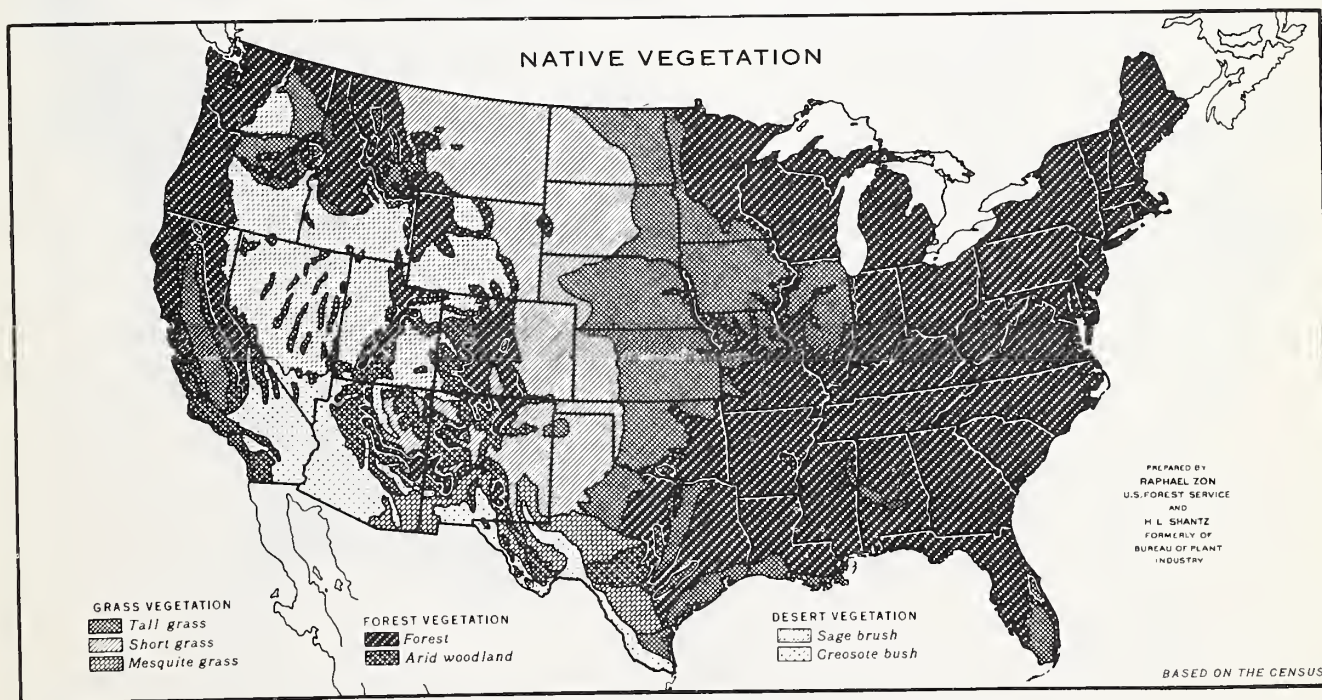 NATIVE VEGETATION
PREPARED BY
RAPHAEL ZON
U.S. FOREST SERVICE
AND
H L SHANTZ
FORMERLY OF
BUREAU OF PLANT
INDUSTRY
GRASS VEGETATION
Tall grass
Short grass
Mesquite grass
FOREST VEGETATION
Forest
Arid woodland
DESERT VEGETATION
Sage brush
Creosote bush
BASED ON THE CENSUS